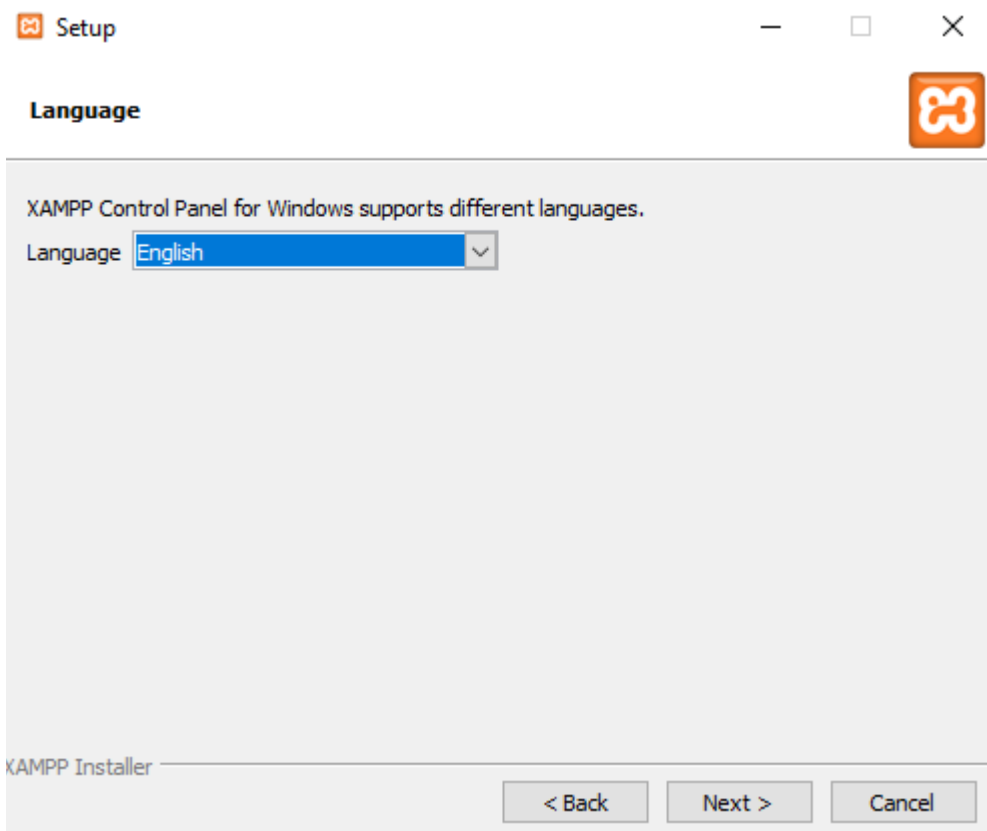 Setup
Language
XAMPP Control Panel for Windows supports different languages.
Language English
XAMPP Installer
< Back Next > Cancel